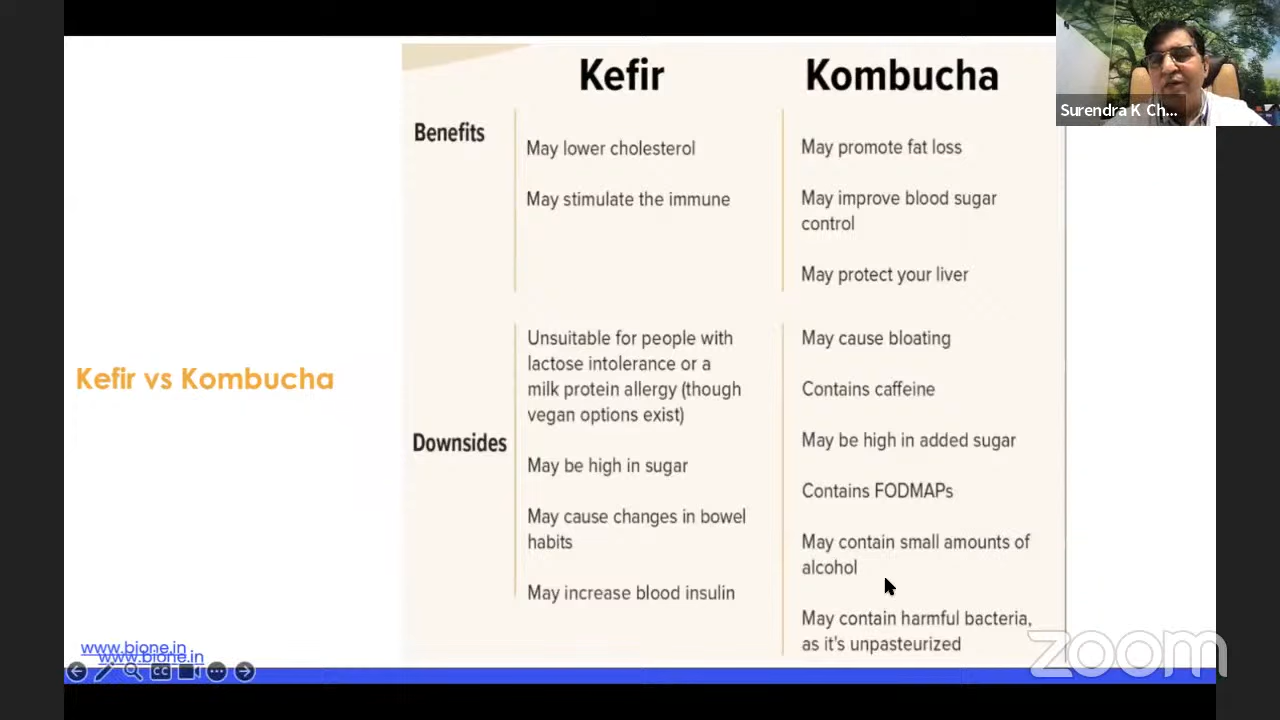 Kefir
Kombucha
Benefits
May lower cholesterol
May stimulate the immune
May promote fat loss
May improve blood sugar
control
May protect your liver
Downsides
Unsuitable for people with
lactose intolerance or a
milk protein allergy (though
vegan options exist)
May be high in sugar
May cause changes in bowel
habits
May increase blood insulin
May cause bloating
Contains caffeine
May be high in added sugar
Contains FODMAPs
May contain small amounts of
alcohol
May contain harmful bacteria,
as it's unpasteurized
Kefir vs Kombucha
www.bione.in
www.bione.in
CC
Surendra K Ch...
zoom